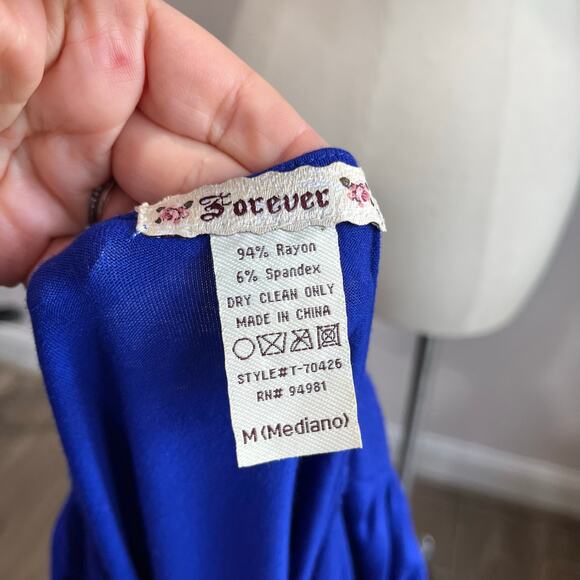 Forever
94% Rayon
6% Spandex
DRY CLEAN ONLY
MADE IN CHINA
STYLE#T-70426
RN# 94981
M (Mediano)